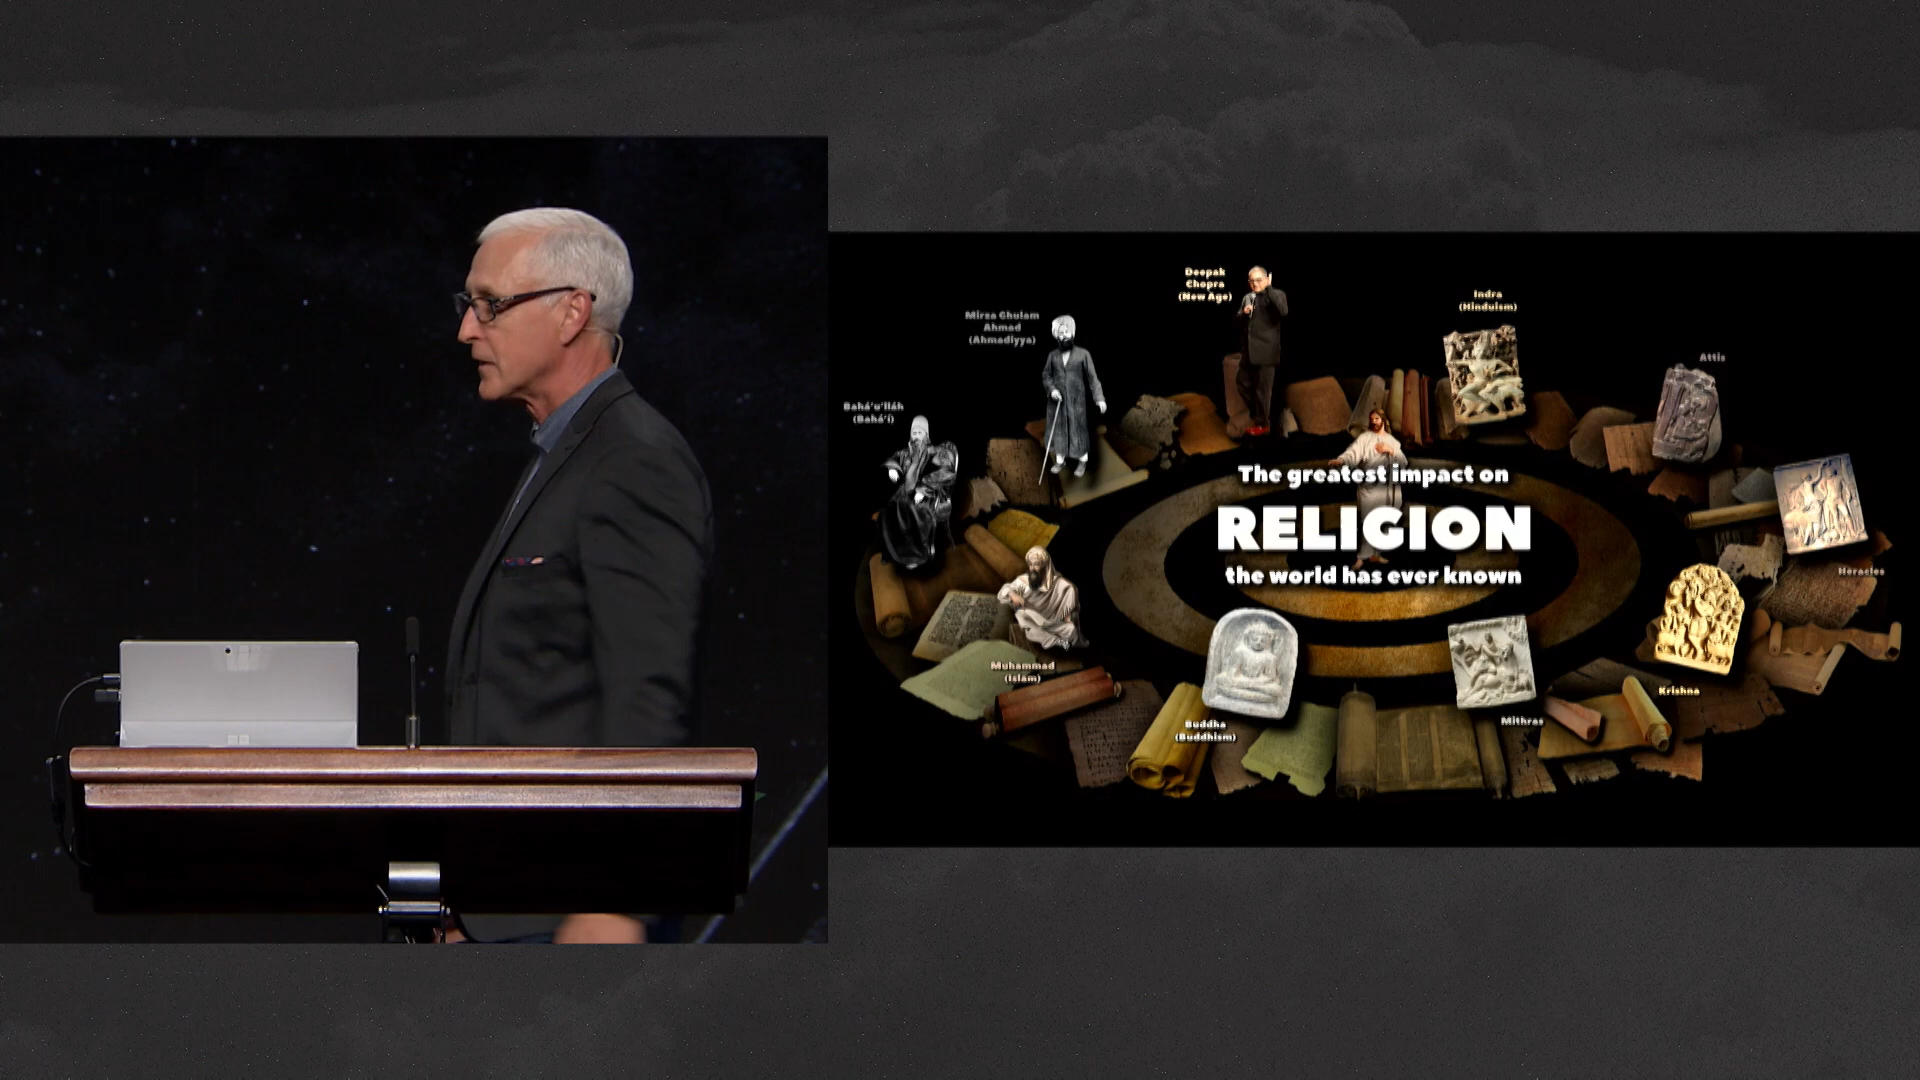 Deepak
Chopra
(New Age)
Indra
(Hinduism)
Mirza Ghulam
Ahmad
(Ahmadiyya)
Attis
Bahá'u'lláh
(Bahá'í)
The greatest impact on
RELIGION
the world has ever known
Heracles
Muhammad
(Islam)
Krishna
Mithras
Buddha
(Buddhism)